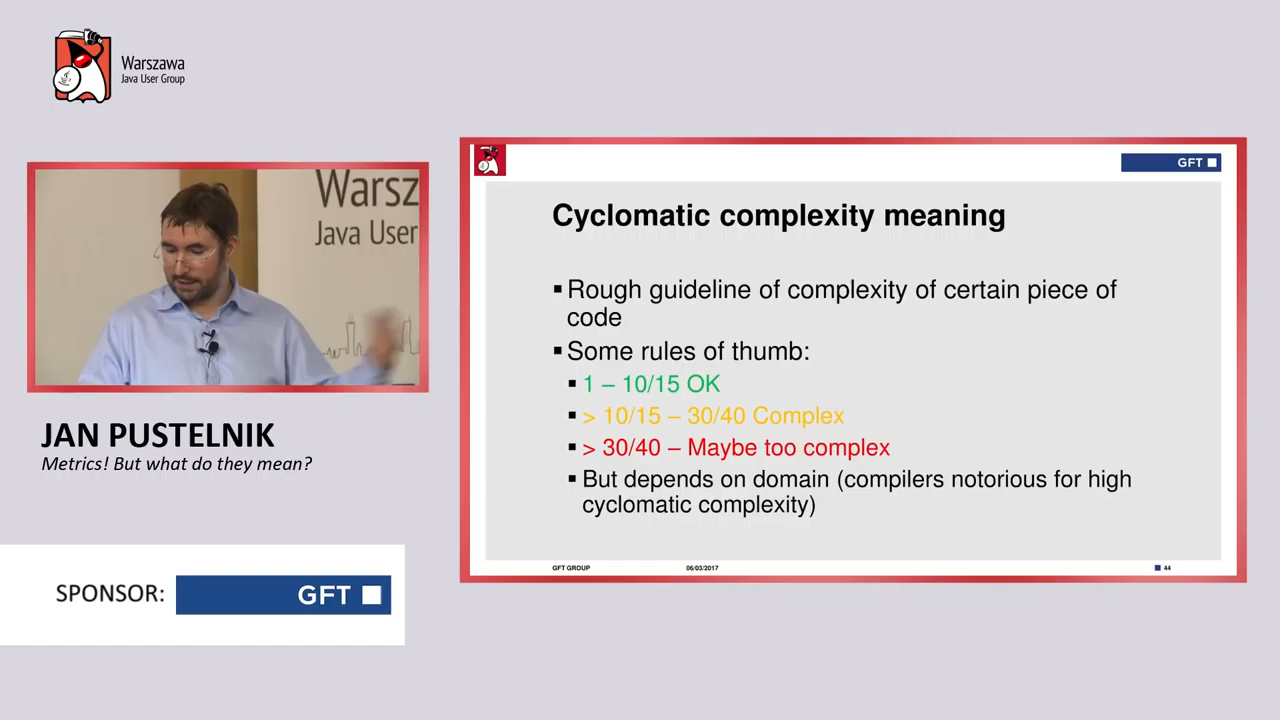 Warszawa
Java User Group
Warsz
Java User
JAN PUSTELNIK
Metrics! But what do they mean?
SPONSOR:
GFT
GFT
Cyclomatic complexity meaning
▪Rough guideline of complexity of certain piece of
code
▪Some rules of thumb:
▪1 – 10/15 OK
▪> 10/15 – 30/40 Complex
▪> 30/40 – Maybe too complex
▪But depends on domain (compilers notorious for high
cyclomatic complexity)
GFT GROUP 06/03/2017 44